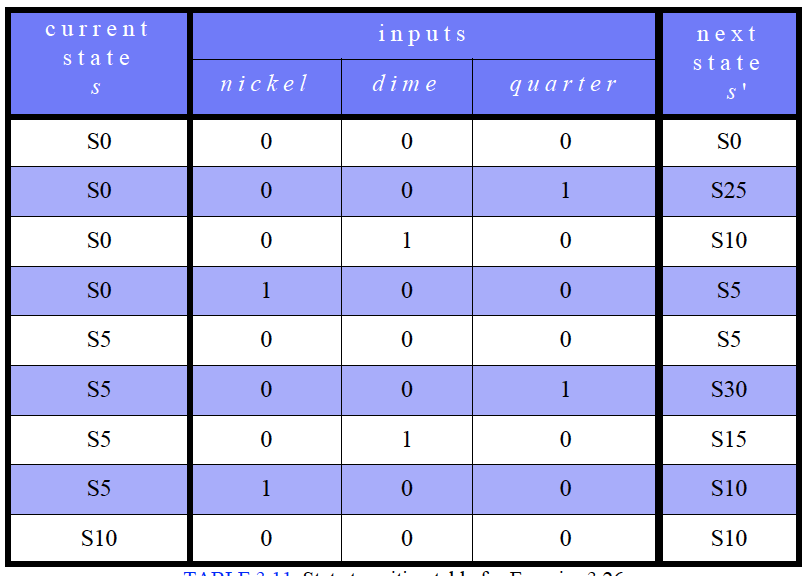 current inputs next
state state
s nickel dime quarter s'
S0 0 0 0 S0
S0 0 0 1 S25
S0 0 1 0 S10
S0 1 0 0 S5
S5 0 0 0 S5
S5 0 0 1 S30
S5 0 1 0 S15
S5 1 0 0 S10
S10 0 0 0 S10
TABLE 3.11 State transition table for Exercise 3.26